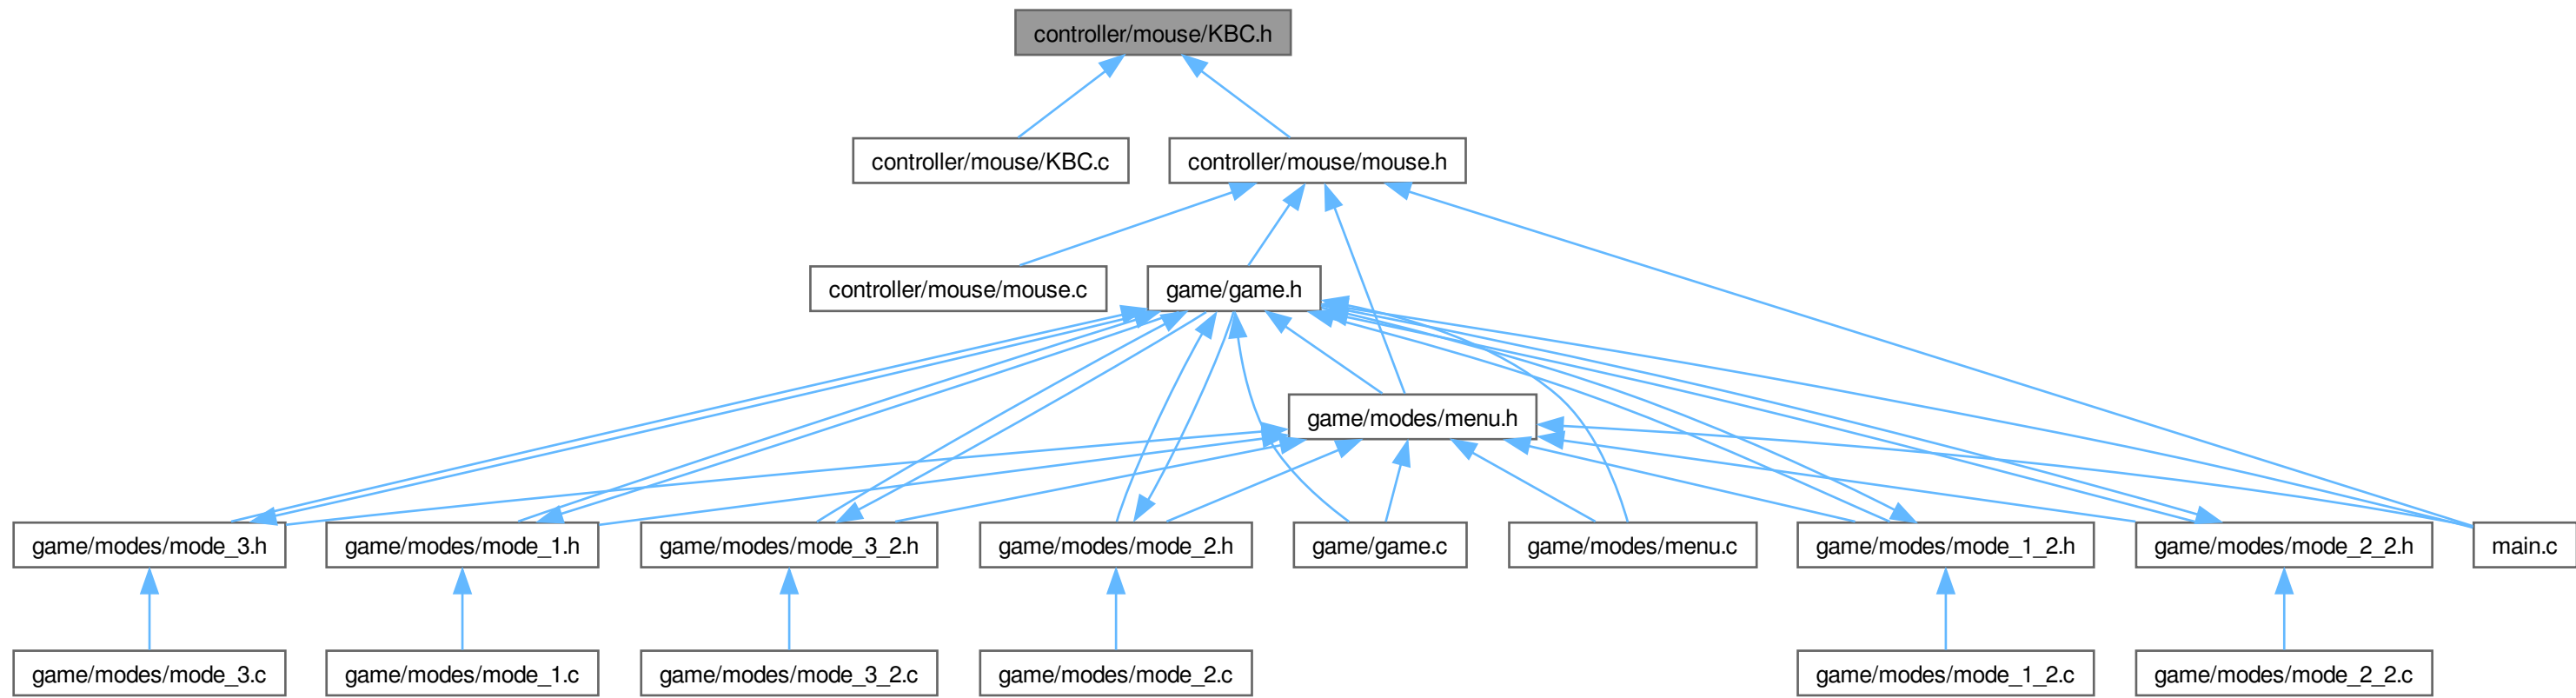 controller/mouse/KBC.h
controller/mouse/KBC.c
controller/mouse/mouse.h
controller/mouse/mouse.c
game/game.h
game/modes/menu.h
game/modes/mode_3.h
game/modes/mode_1.h
game/modes/mode_3_2.h
game/modes/mode_2.h
game/game.c
game/modes/menu.c
game/modes/mode_1_2.h
game/modes/mode_2_2.h
main.c
game/modes/mode_3.c
game/modes/mode_1.c
game/modes/mode_3_2.c
game/modes/mode_2.c
game/modes/mode_1_2.c
game/modes/mode_2_2.c